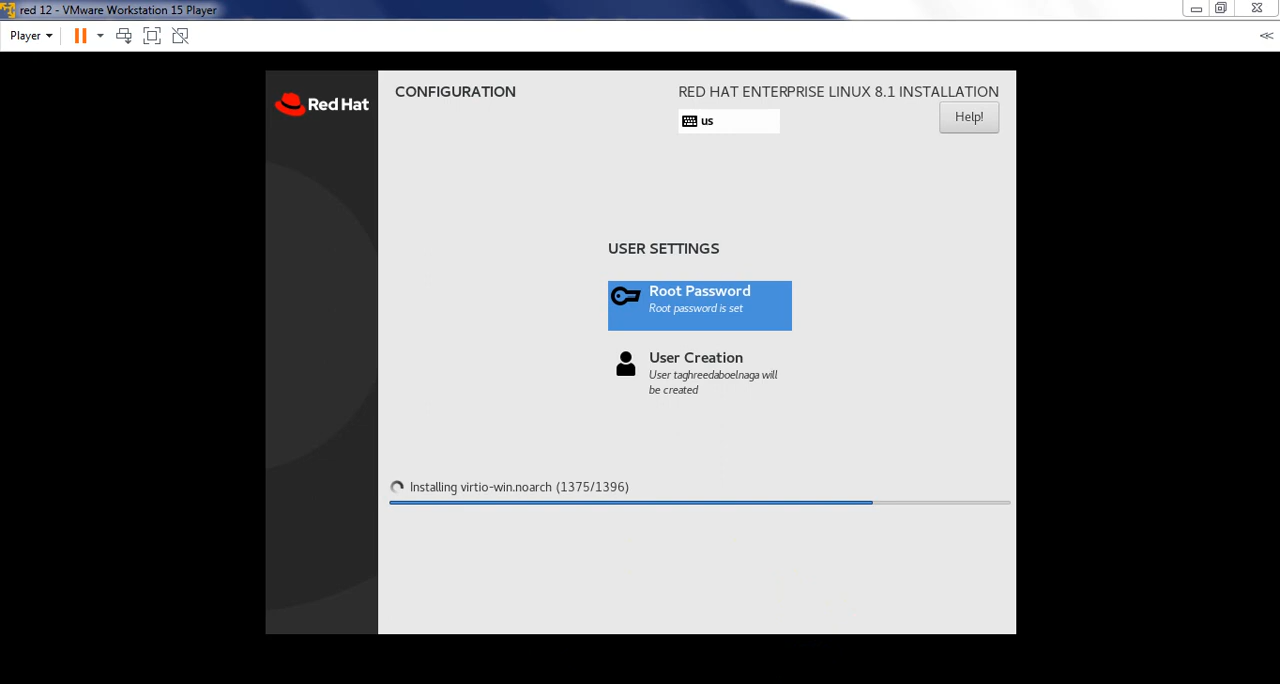 red 12 - VMware Workstation 15 Player
Player
Red Hat
CONFIGURATION
RED HAT ENTERPRISE LINUX 8.1 INSTALLATION
us
Help!
USER SETTINGS
Root Password
Root password is set
User Creation
User taghreedaboelnaga will
be created
Installing virtio-win.noarch (1375/1396)